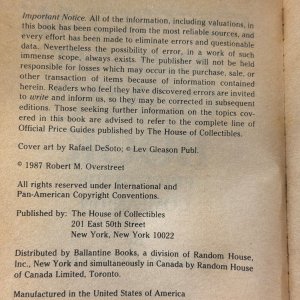 Important Notice. All of the information, including valuations, in
this book has been compiled from the most reliable sources, and
every effort has been made to eliminate errors and questionable
data. Nevertheless the possibility of error, in a work of such
immense scope, always exists. The publisher will not be held
responsible for losses which may occur in the purchase, sale, or
other transaction of items because of information contained
herein. Readers who feel they have discovered errors are invited
to write and inform us, so they may be corrected in subsequent
editions. Those seeking further information on the topics cov-
ered in this book are advised to refer to the complete line of
Official Price Guides published by The House of Collectibles.
Cover art by Rafael DeSoto; © Lev Gleason Publ.
© 1987 Robert M. Overstreet
All rights reserved under International and
Pan-American Copyright Conventions.
Published by: The House of Collectibles
201 East 50th Street
New York, New York 10022
Distributed by Ballantine Books, a division of Random House,
Inc., New York and simultaneously in Canada by Random House
of Canada Limited, Toronto.
Manufactured in the United States of America